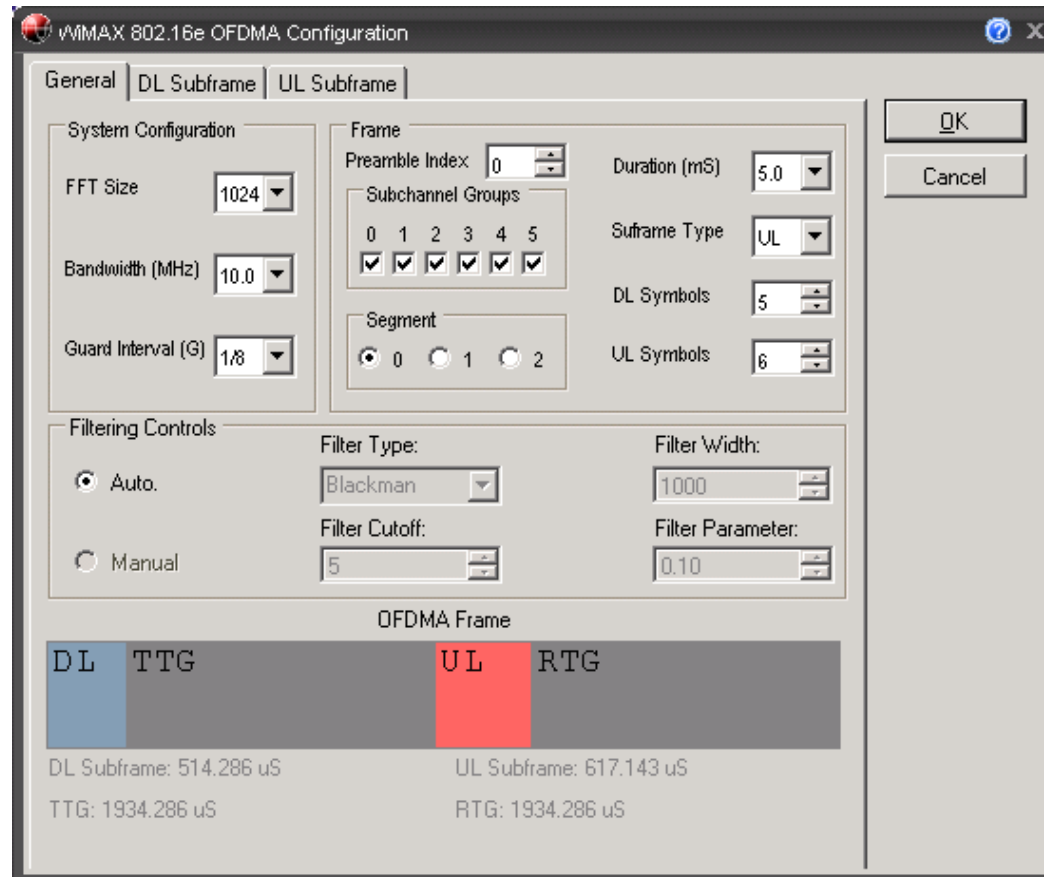 WiMAX 802.16e OFDMA Configuration
General DL Subframe UL Subframe
OK
Cancel
System Configuration
FFT Size 1024
Bandwidth (MHz) 10.0
Guard Interval (G) 1/8
Frame
Preamble Index 0
Subchannel Groups
0 1 2 3 4 5
Segment
0 1 2
Duration (mS) 5.0
Suframe Type UL
DL Symbols 5
UL Symbols 6
Filtering Controls
Auto.
Manual
Filter Type:
Blackman
Filter Width:
1000
Filter Cutoff:
5
Filter Parameter:
0.10
OFDMA Frame
DL TTG UL RTG
DL Subframe: 514.286 uS UL Subframe: 617.143 uS
TTG: 1934.286 uS RTG: 1934.286 uS